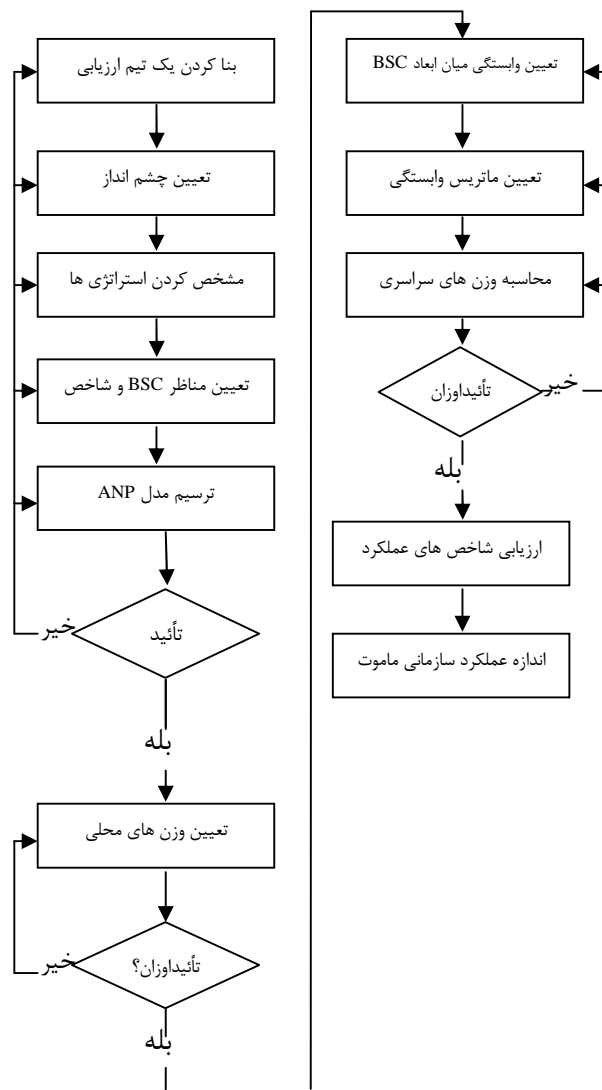 بنا کردن یک تیم ارزیابی
تعیین چشم انداز
مشخص کردن استراتژی ها
تعیین مناظر BSC و شاخص
ترسیم مدل ANP
تأئید
خیر
بله
تعیین وزن های محلی
تأئیداوزان؟
خیر
بله
تعیین وابستگی میان ابعاد BSC
تعیین ماتریس وابستگی
محاسبه وزن های سراسری
تأئیداوزان
خیر
بله
ارزیابی شاخص های عملکرد
اندازه عملکرد سازمانی ماموت